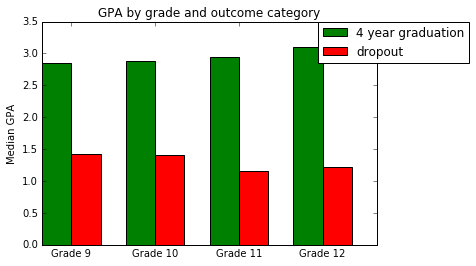 GPA by grade and outcome category
4 year graduation
dropout
Median GPA
3.5
3.0
2.5
2.0
1.5
1.0
0.5
0.0
Grade 9 Grade 10 Grade 11 Grade 12